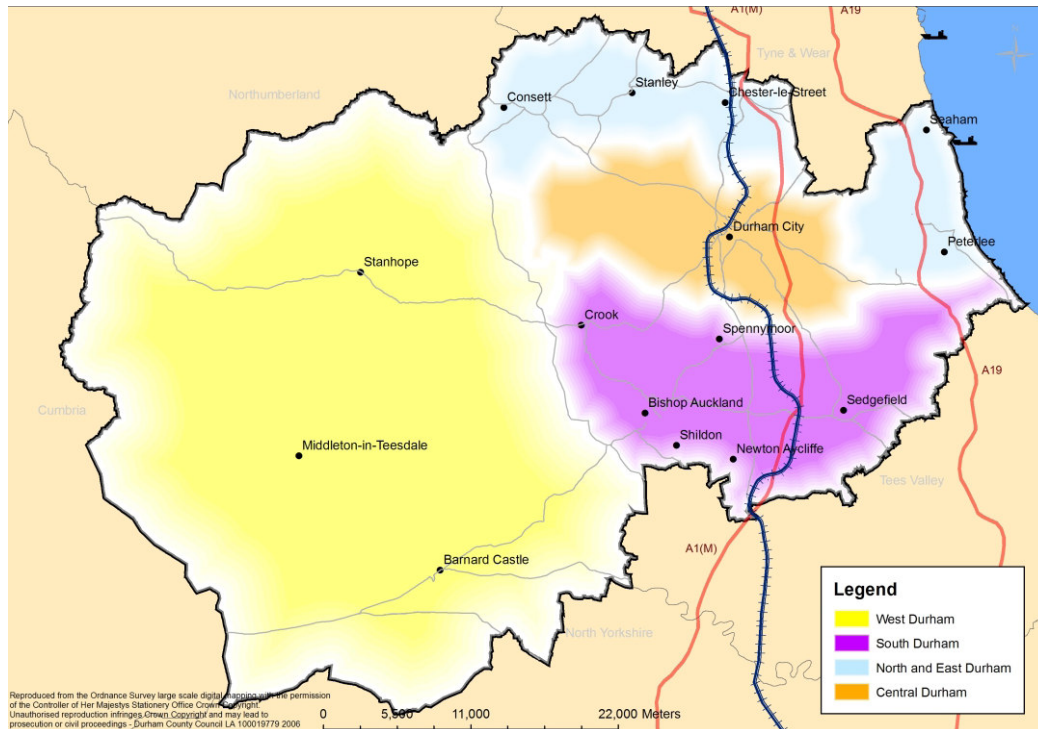 A1(M)
A19
Tyne & Wear
Northumberland
Stanley
Consett
Chester-le-Street
Seaham
Durham City
Peterlee
Stanhope
Crook
Spennymoor
A19
Cumbria
Bishop Auckland
Sedgefield
Middleton-in-Teesdale
Shildon
Newton Aycliffe
Tees Valley
A1(M)
Barnard Castle
North Yorkshire
Legend
West Durham
South Durham
North and East Durham
Central Durham
Reproduced from the Ordnance Survey large scale digital mapping with the permission
of the Controller of Her Majestys Stationery Office Crown Copyright.
Unauthorised reproduction infringes Crown Copyright and may lead to
prosecution or civil proceedings - Durham County Council LA 100019779 2006
0 5,500 11,000 22,000 Meters